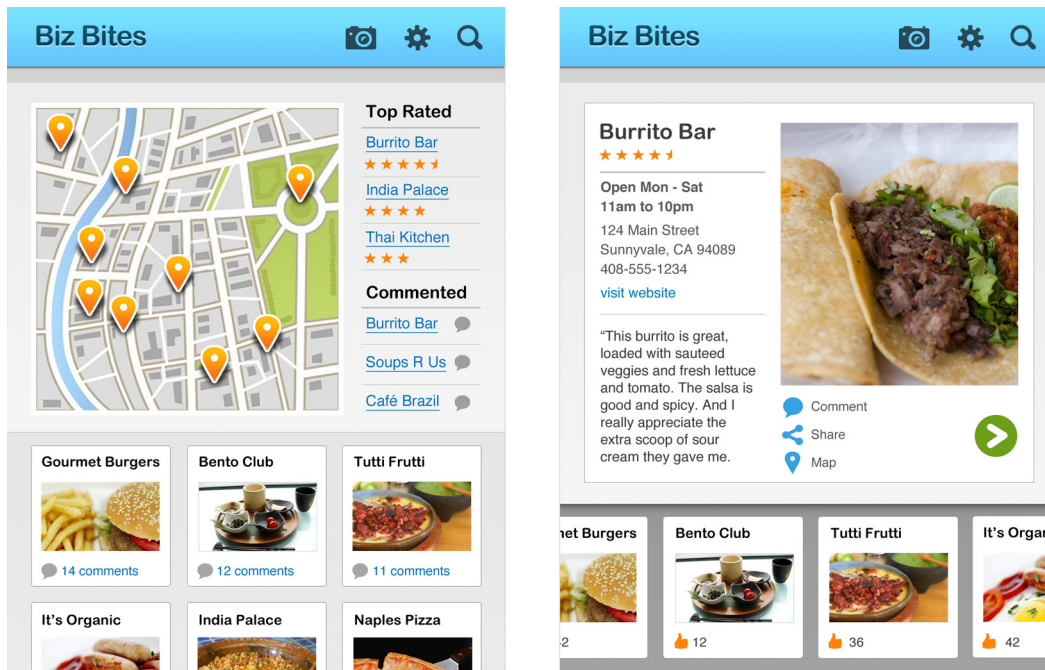 Biz Bites
Top Rated
Burrito Bar
India Palace
Thai Kitchen
Commented
Burrito Bar
Soups R Us
Café Brazil
Gourmet Burgers
Bento Club
Tutti Frutti
14 comments
12 comments
11 comments
It's Organic
India Palace
Naples Pizza
Biz Bites
Burrito Bar
Open Mon - Sat
11am to 10pm
124 Main Street
Sunnyvale, CA 94089
408-555-1234
visit website
“This burrito is great,
loaded with sauteed
veggies and fresh lettuce
and tomato. The salsa is
good and spicy. And I
really appreciate the
extra scoop of sour
cream they gave me.
Comment
Share
Map
Burgers
Bento Club
Tutti Frutti
It's
12
36
42